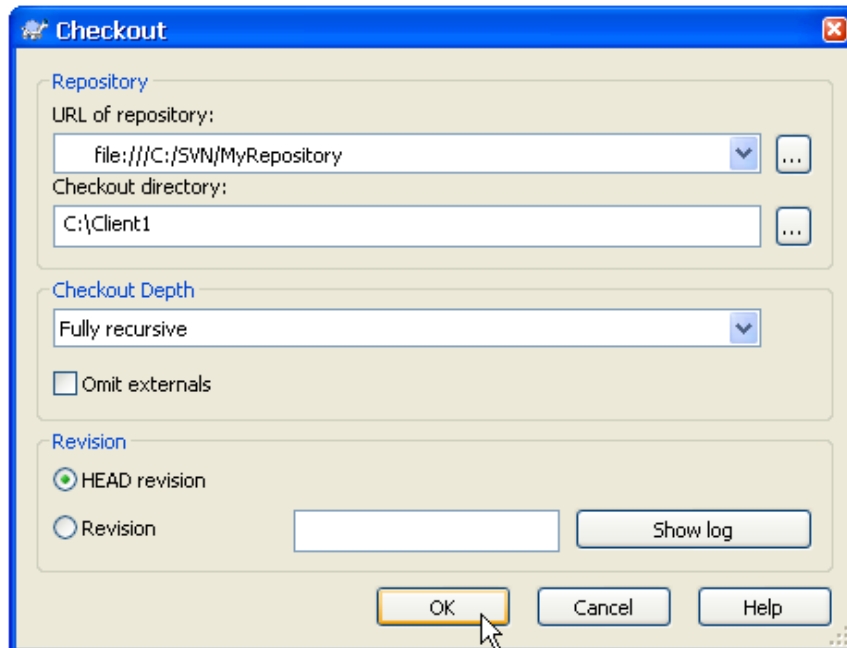 Checkout
Repository
URL of repository:
file:///C:/SVN/MyRepository
...
Checkout directory:
C:\Client1
...
Checkout Depth
Fully recursive
Omit externals
Revision
HEAD revision
Revision
Show log
OK Cancel Help